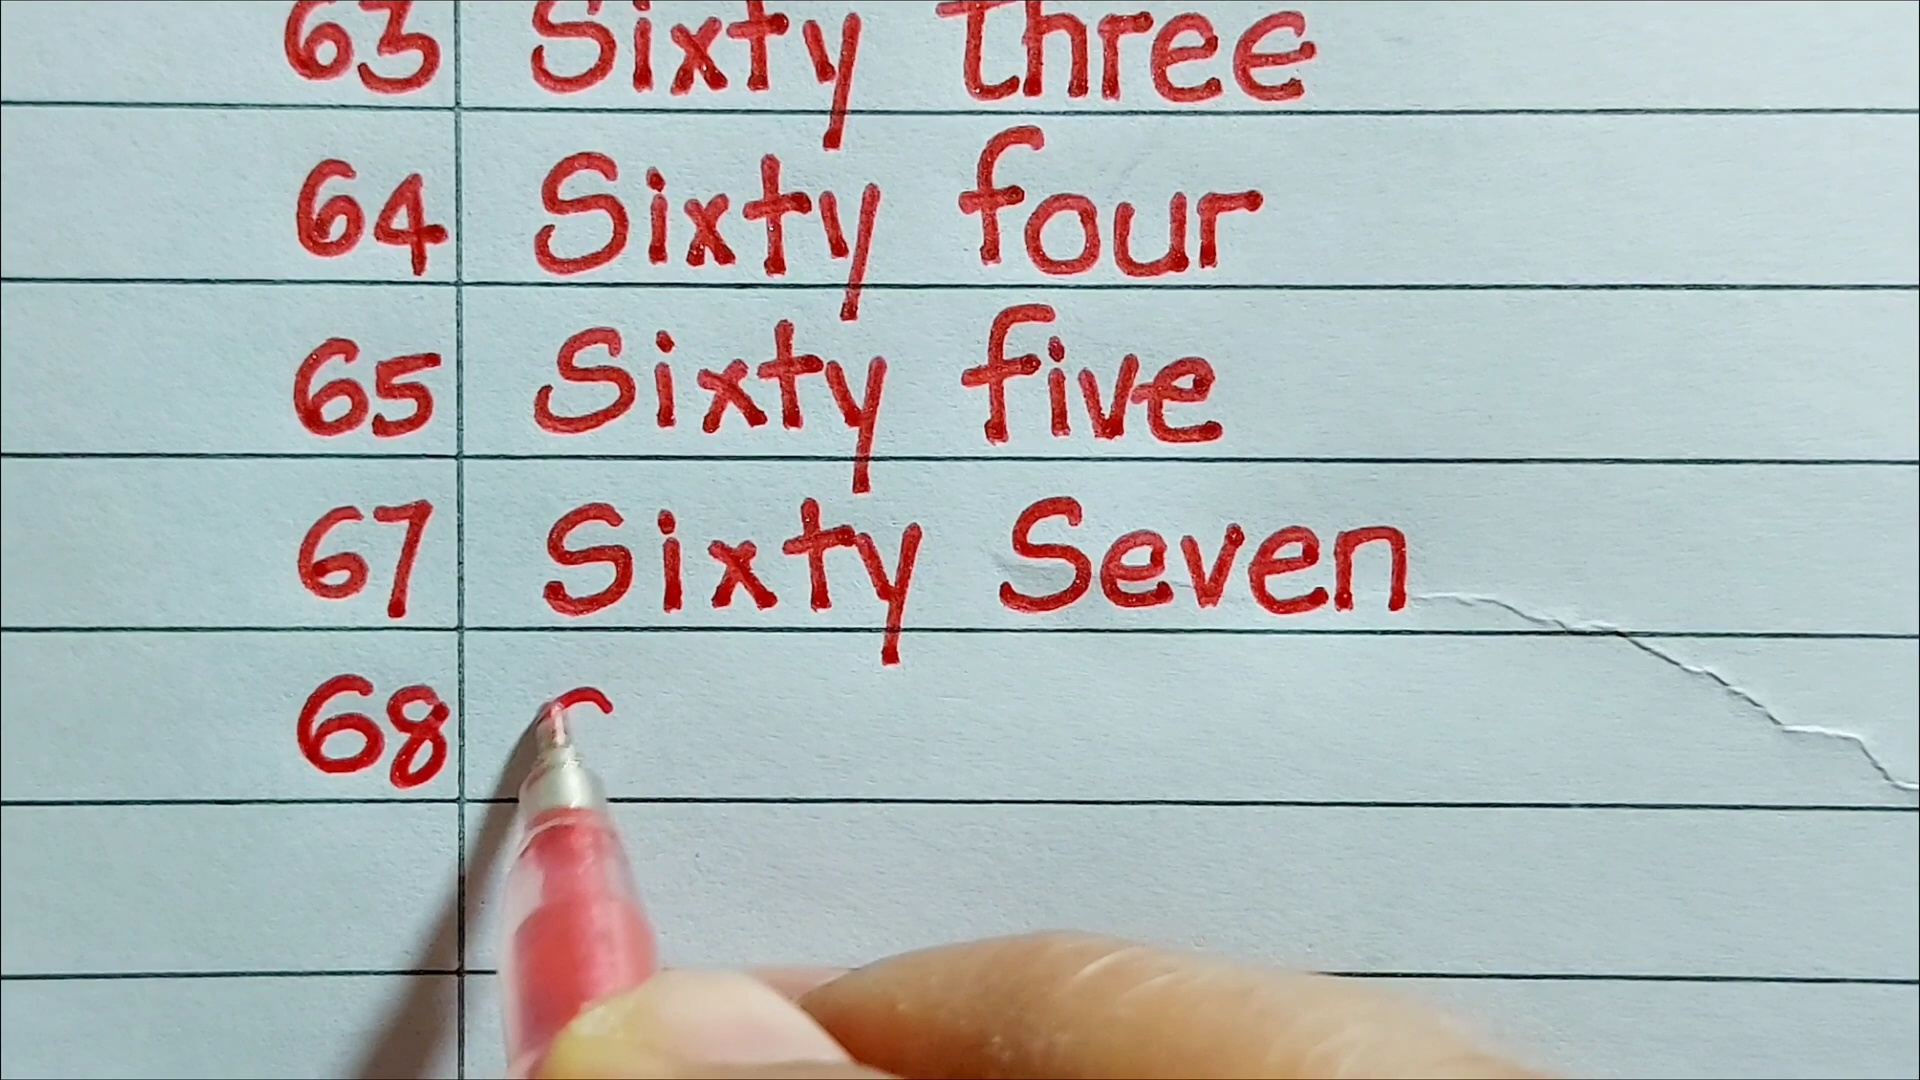 63 Sixty three
64 Sixty four
65 Sixty five
67 Sixty Seven
68